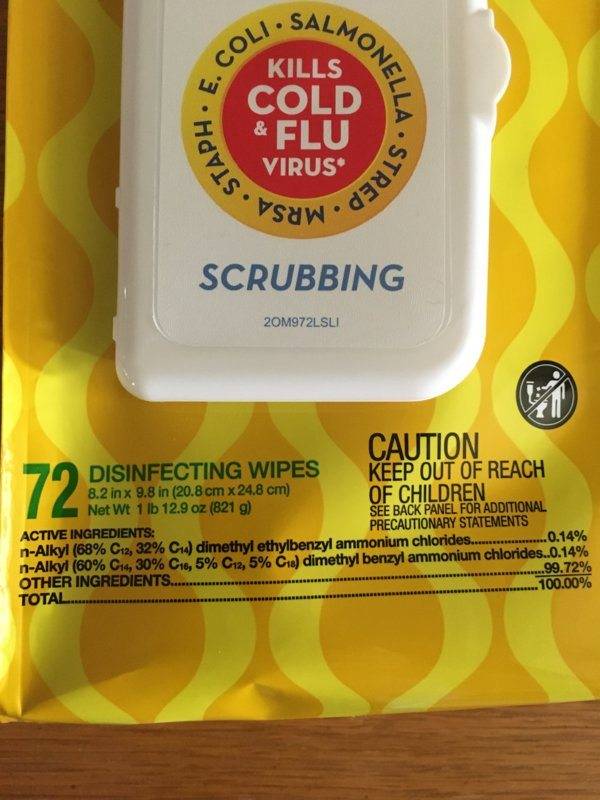 E. COLI • SALMONELLA • STREP • MRSA • STAPH •
KILLS
COLD
& FLU
VIRUS*
SCRUBBING
20M972LSLI
72 DISINFECTING WIPES
8.2 in x 9.8 in (20.8 cm x 24.8 cm)
Net Wt 1 lb 12.9 oz (821 g)
CAUTION
KEEP OUT OF REACH
OF CHILDREN
SEE BACK PANEL FOR ADDITIONAL
PRECAUTIONARY STATEMENTS
ACTIVE INGREDIENTS:
n-Alkyl (68% C12, 32% C14) dimethyl ethylbenzyl ammonium chlorides.....0.14%
n-Alkyl (60% C14, 30% C16, 5% C12, 5% C18) dimethyl benzyl ammonium chlorides..0.14%
OTHER INGREDIENTS.....99.72%
TOTAL.....100.00%